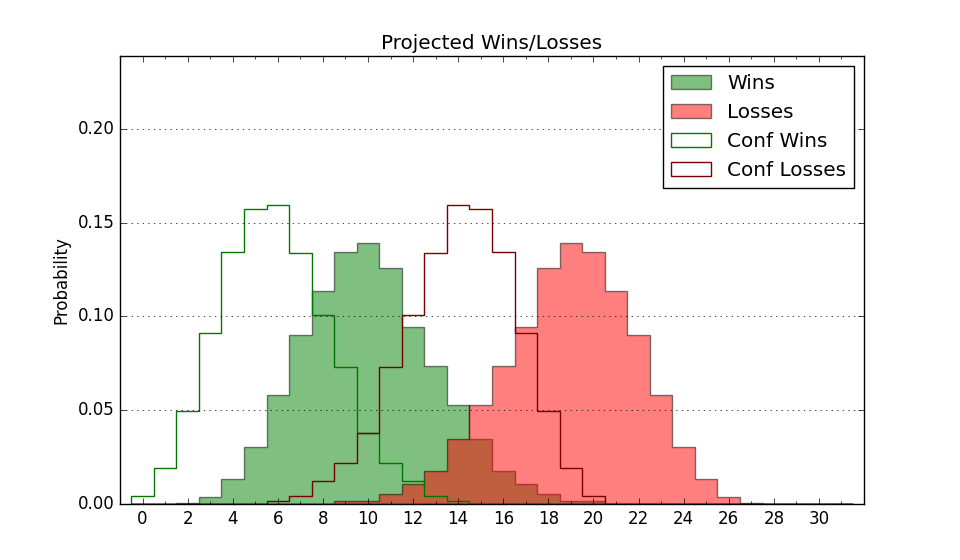 Projected Wins/Losses
Wins
Losses
Conf Wins
Conf Losses
Probability
0.20
0.15
0.10
0.05
0.00
0 2 4 6 8 10 12 14 16 18 20 22 24 26 28 30